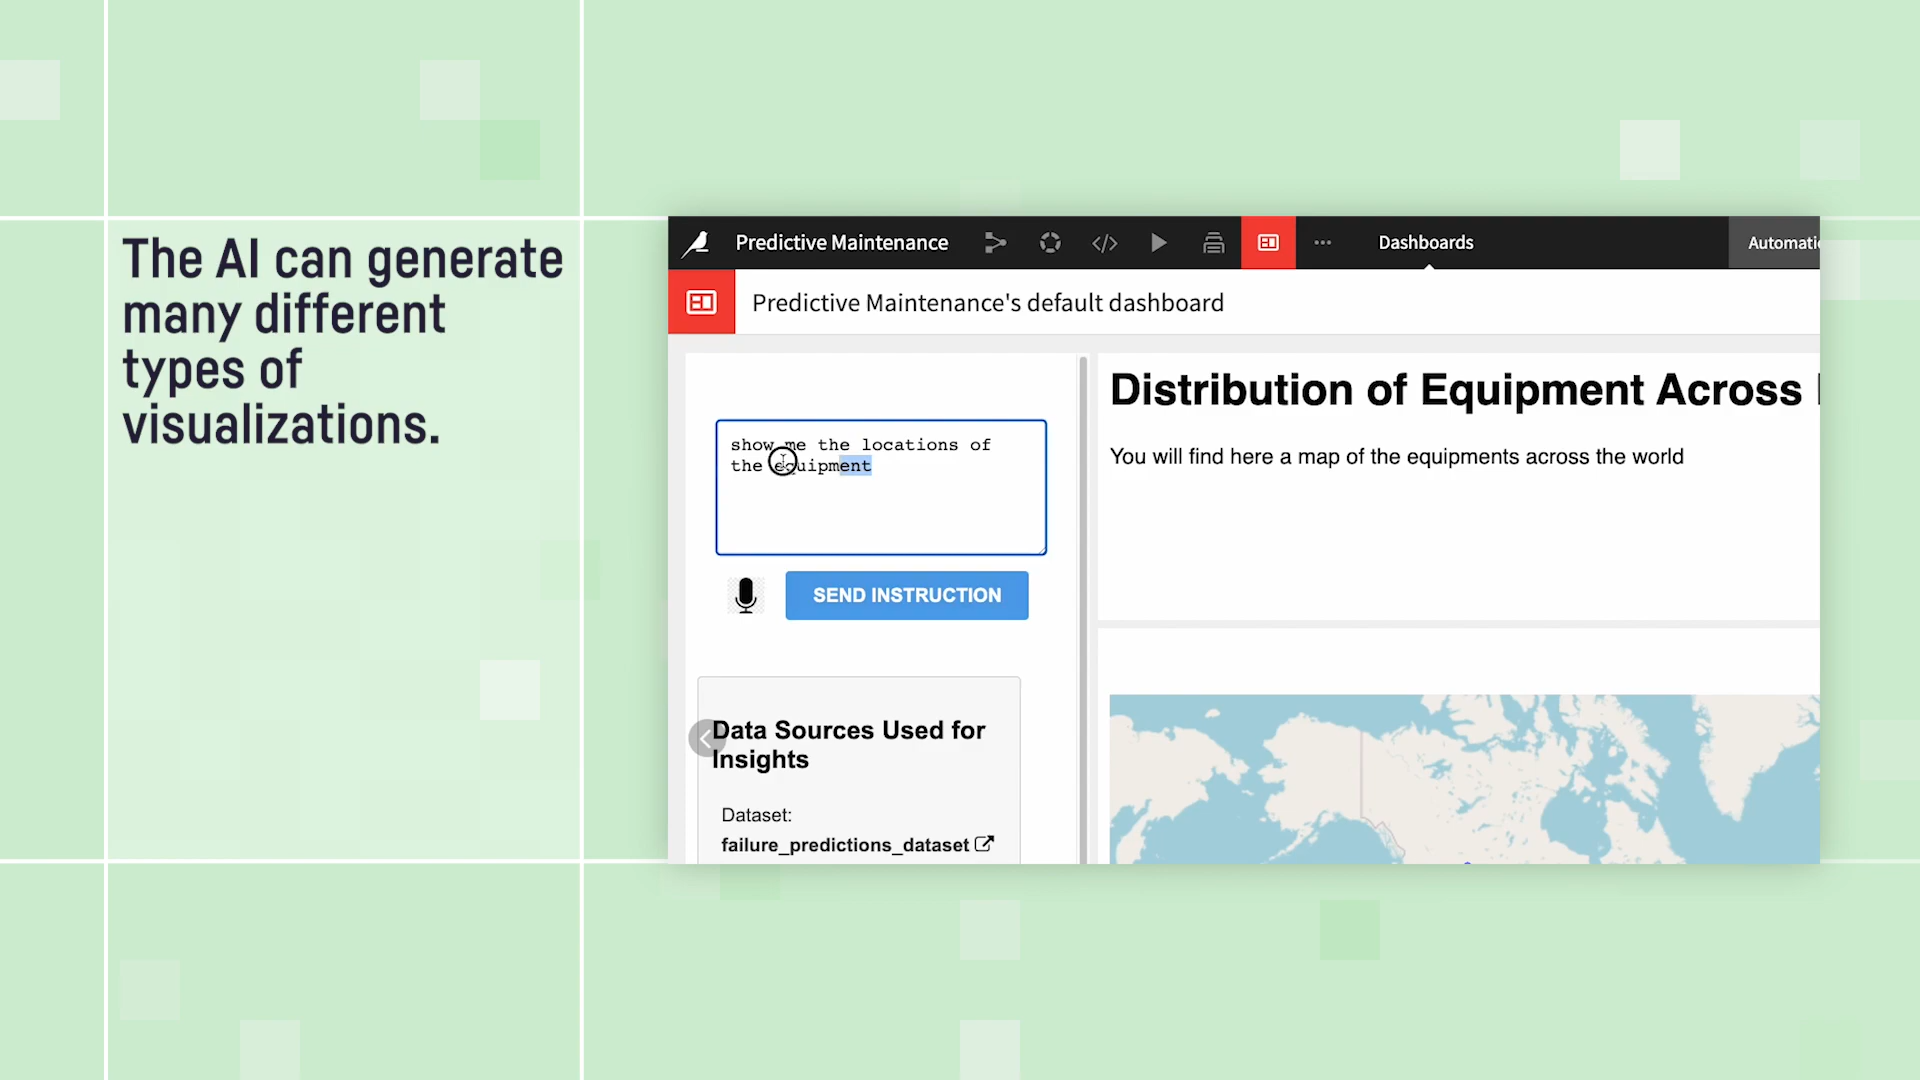 The AI can generate
many different
types of
visualizations.
Predictive Maintenance
Dashboards
Predictive Maintenance's default dashboard
show me the locations of
the equipment
SEND INSTRUCTION
Data Sources Used for
Insights
Dataset:
failure_predictions_dataset
Distribution of Equipment Across
You will find here a map of the equipments across the world